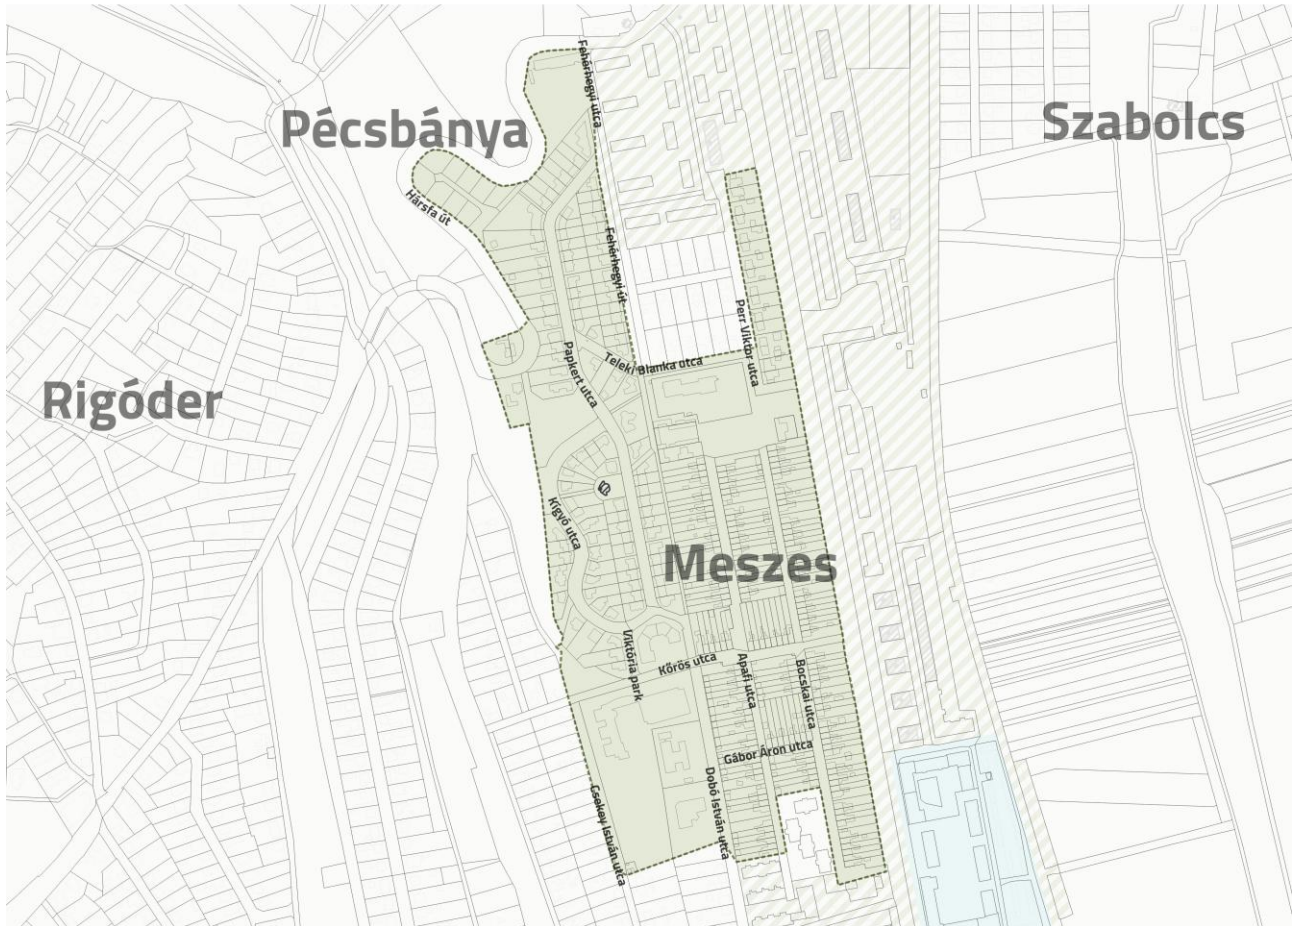 Fehérhegyi utca
Pécsbánya
Szabolcs
Hársfa út
Fehérhegyi út
Perr Viktor utca
Teleki Blanka utca
Papkert utca
Rigóder
Kígyó utca
Meszes
Viktória park
Kőrös utca
Apafi utca
Bocskai utca
Gábor Áron utca
Dobó István utca
Csekey István utca